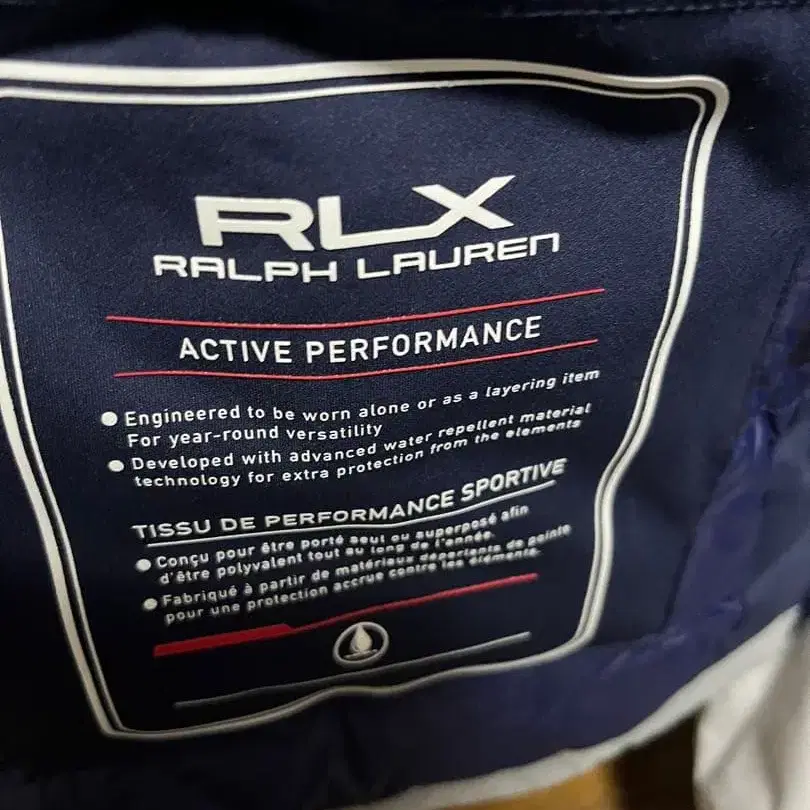 RLX
RALPH LAUREN
ACTIVE PERFORMANCE
Engineered to be worn alone or as a layering item
For year-round versatility
Developed with advanced water repellent material
technology for extra protection from the elements
TISSU DE PERFORMANCE SPORTIVE
Conçu pour être porté seul ou superposé afin
d'être polyvalent tout au long de l'année.
Fabriqué à partir de matériaux déperlants de pointe
pour une protection accrue contre les éléments.